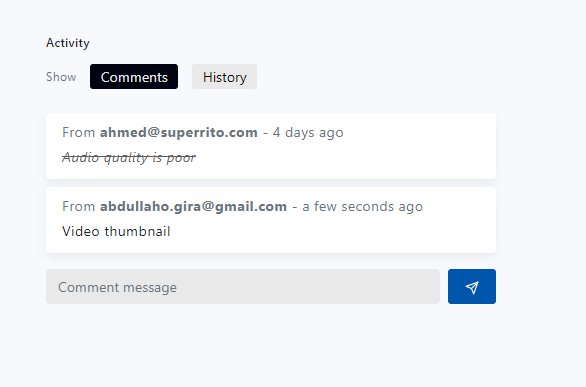 Activity
Show Comments History
From ahmed@superrito.com - 4 days ago
Audio quality is poor
From abdullaho.gira@gmail.com - a few seconds ago
Video thumbnail
Comment message